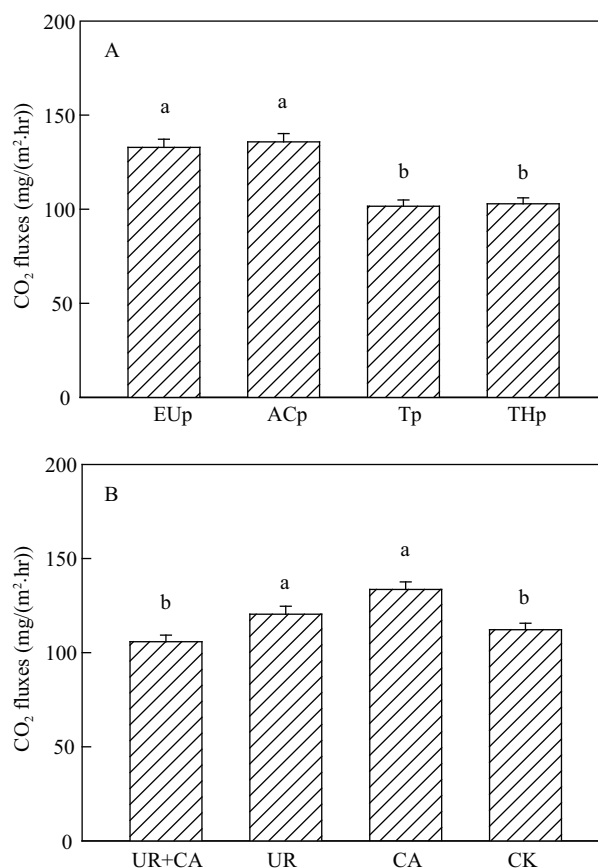 200
A
150
a
a
b
b
100
50
0
CO₂ fluxes (mg/(m²·hr))
EUp
ACp
Tp
THp
200
B
150
b
a
a
b
100
50
0
CO₂ fluxes (mg/(m²·hr))
UR+CA
UR
CA
CK